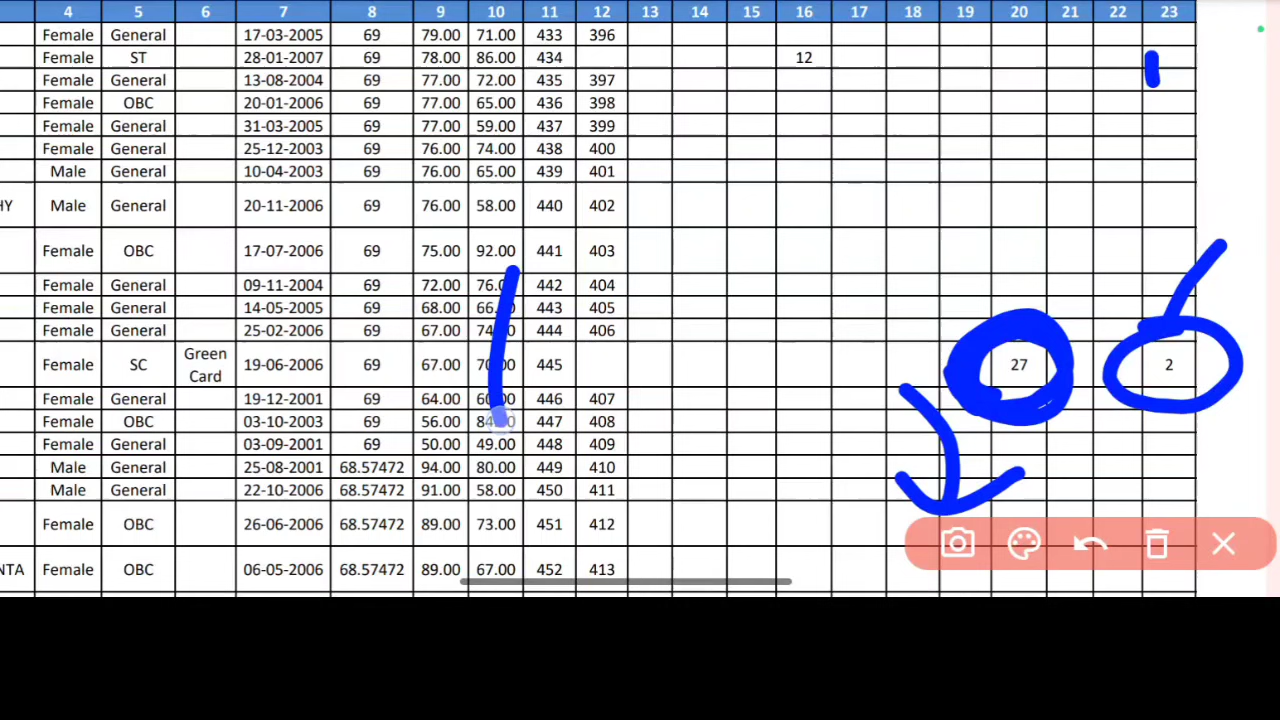 4 5 6 7 8 9 10 11 12 13 14 15 16 17 18 19 20 21 22 23
Female General 17-03-2005 69 79.00 71.00 433 396
Female ST 28-01-2007 69 78.00 86.00 434 12
Female General 13-08-2004 69 77.00 72.00 435 397
Female OBC 20-01-2006 69 77.00 65.00 436 398
Female General 31-03-2005 69 77.00 59.00 437 399
Female General 25-12-2003 69 76.00 74.00 438 400
Male General 10-04-2003 69 76.00 65.00 439 401
HY Male General 20-11-2006 69 76.00 58.00 440 402
Female OBC 17-07-2006 69 75.00 92.00 441 403
Female General 09-11-2004 69 72.00 442 404
Female General 14-05-2005 69 68.00 443 405
Female General 25-02-2006 69 67.00 444 406
Female SC Green Card 19-06-2006 69 67.00 445 27 2
Female General 19-12-2001 69 64.00 446 407
Female OBC 03-10-2003 69 56.00 447 408
Female General 03-09-2001 69 50.00 49.00 448 409
Male General 25-08-2001 68.57472 94.00 80.00 449 410
Male General 22-10-2006 68.57472 91.00 58.00 450 411
Female OBC 26-06-2006 68.57472 89.00 73.00 451 412
NTA Female OBC 06-05-2006 68.57472 89.00 67.00 452 413